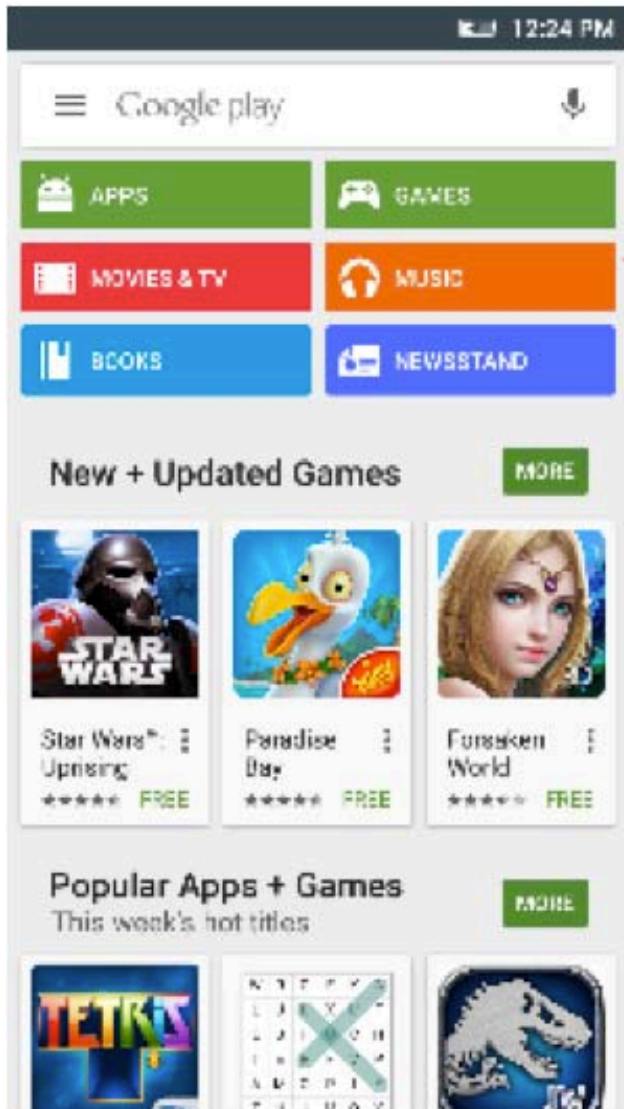 12:24 PM
Google play
APPS
GAMES
MOVIES & TV
MUSIC
BOOKS
NEWSSTAND
New + Updated Games
MORE
STAR
WARS
Star Wars™:
Uprising
FREE
Paradise
Bay
FREE
Forsaken
World
FREE
Popular Apps + Games
MORE
This week's hot titles
TETRIS